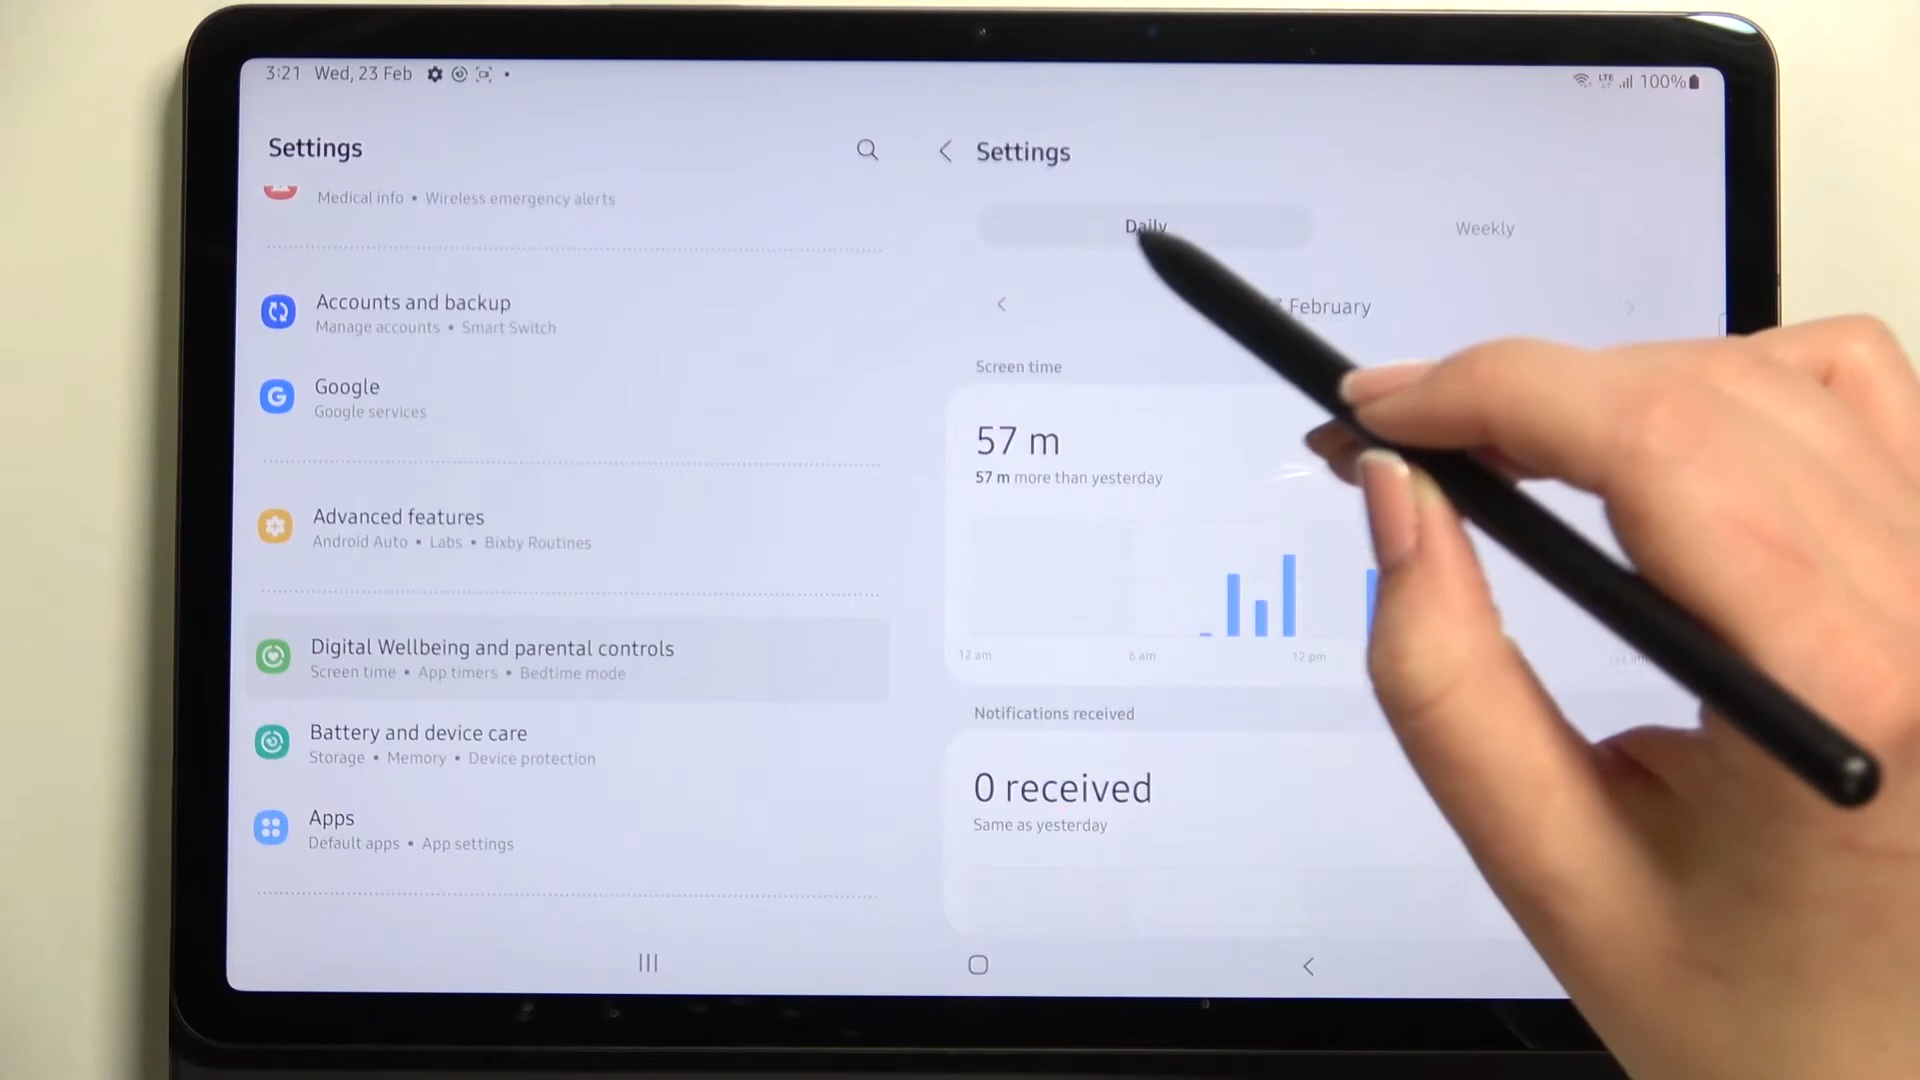 3:21 Wed, 23 Feb
LTE 100%
Settings
Medical info • Wireless emergency alerts
Accounts and backup
Manage accounts • Smart Switch
Google
Google services
Advanced features
Android Auto • Labs • Bixby Routines
Digital Wellbeing and parental controls
Screen time • App timers • Bedtime mode
Battery and device care
Storage • Memory • Device protection
Apps
Default apps • App settings
Settings
Daily
Weekly
February
Screen time
57 m
57 m more than yesterday
12 am 6 am 12 pm
Notifications received
0 received
Same as yesterday